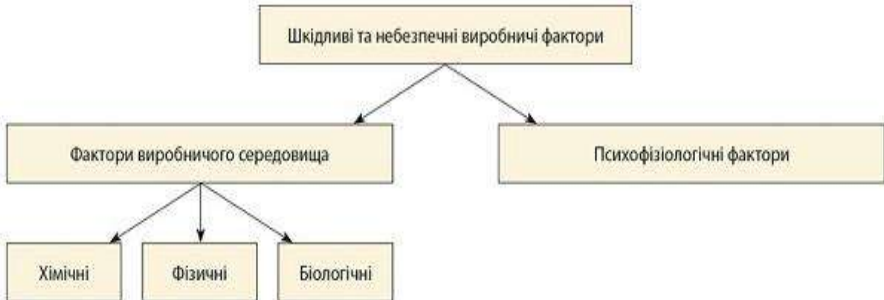 Шкідливі та небезпечні виробничі фактори
Фактори виробничого середовища
Психофізіологічні фактори
Хімічні
Фізичні
Біологічні